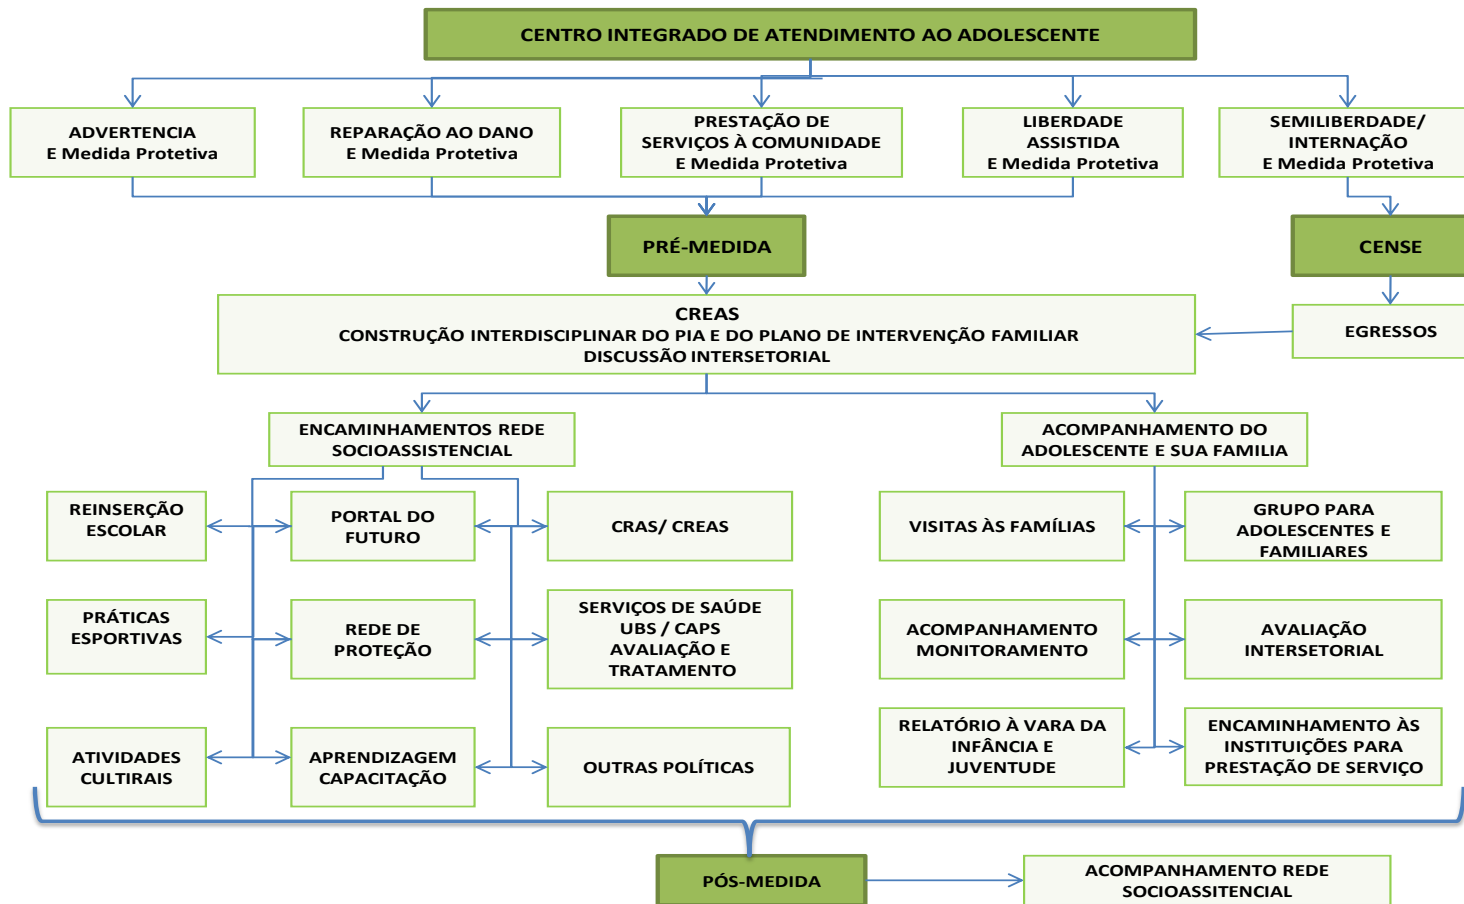 CENTRO INTEGRADO DE ATENDIMENTO AO ADOLESCENTE
ADVERTENCIA
E Medida Protetiva
REPARAÇÃO AO DANO
E Medida Protetiva
PRESTAÇÃO DE
SERVIÇOS À COMUNIDADE
E Medida Protetiva
LIBERDADE
ASSISTIDA
E Medida Protetiva
SEMILIBERDADE/
INTERNAÇÃO
E Medida Protetiva
PRÉ-MEDIDA
CENSE
CREAS
CONSTRUÇÃO INTERDISCIPLINAR DO PIA E DO PLANO DE INTERVENÇÃO FAMILIAR
DISCUSSÃO INTERSETORIAL
EGRESSOS
ENCAMINHAMENTOS REDE
SOCIOASSISTENCIAL
ACOMPANHAMENTO DO
ADOLESCENTE E SUA FAMILIA
REINSERÇÃO
ESCOLAR
PORTAL DO
FUTURO
CRAS/ CREAS
VISITAS ÀS FAMÍLIAS
GRUPO PARA
ADOLESCENTES E
FAMILIARES
PRÁTICAS
ESPORTIVAS
REDE DE
PROTEÇÃO
SERVIÇOS DE SAÚDE
UBS / CAPS
AVALIAÇÃO E
TRATAMENTO
ACOMPANHAMENTO
MONITORAMENTO
AVALIAÇÃO
INTERSETORIAL
ATIVIDADES
CULTIRAIS
APRENDIZAGEM
CAPACITAÇÃO
OUTRAS POLÍTICAS
RELATÓRIO À VARA DA
INFÂNCIA E
JUVENTUDE
ENCAMINHAMENTO ÀS
INSTITUIÇÕES PARA
PRESTAÇÃO DE SERVIÇO
PÓS-MEDIDA
ACOMPANHAMENTO REDE
SOCIOASSITENCIAL